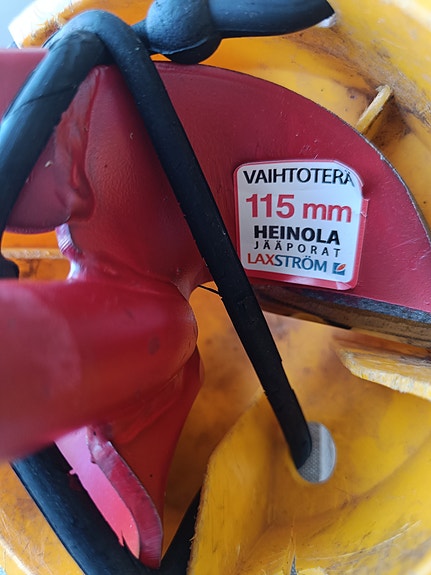 VAIHTOTERÄ
115 mm
HEINOLA
JÄÄPORAT
LAXSTRÖM